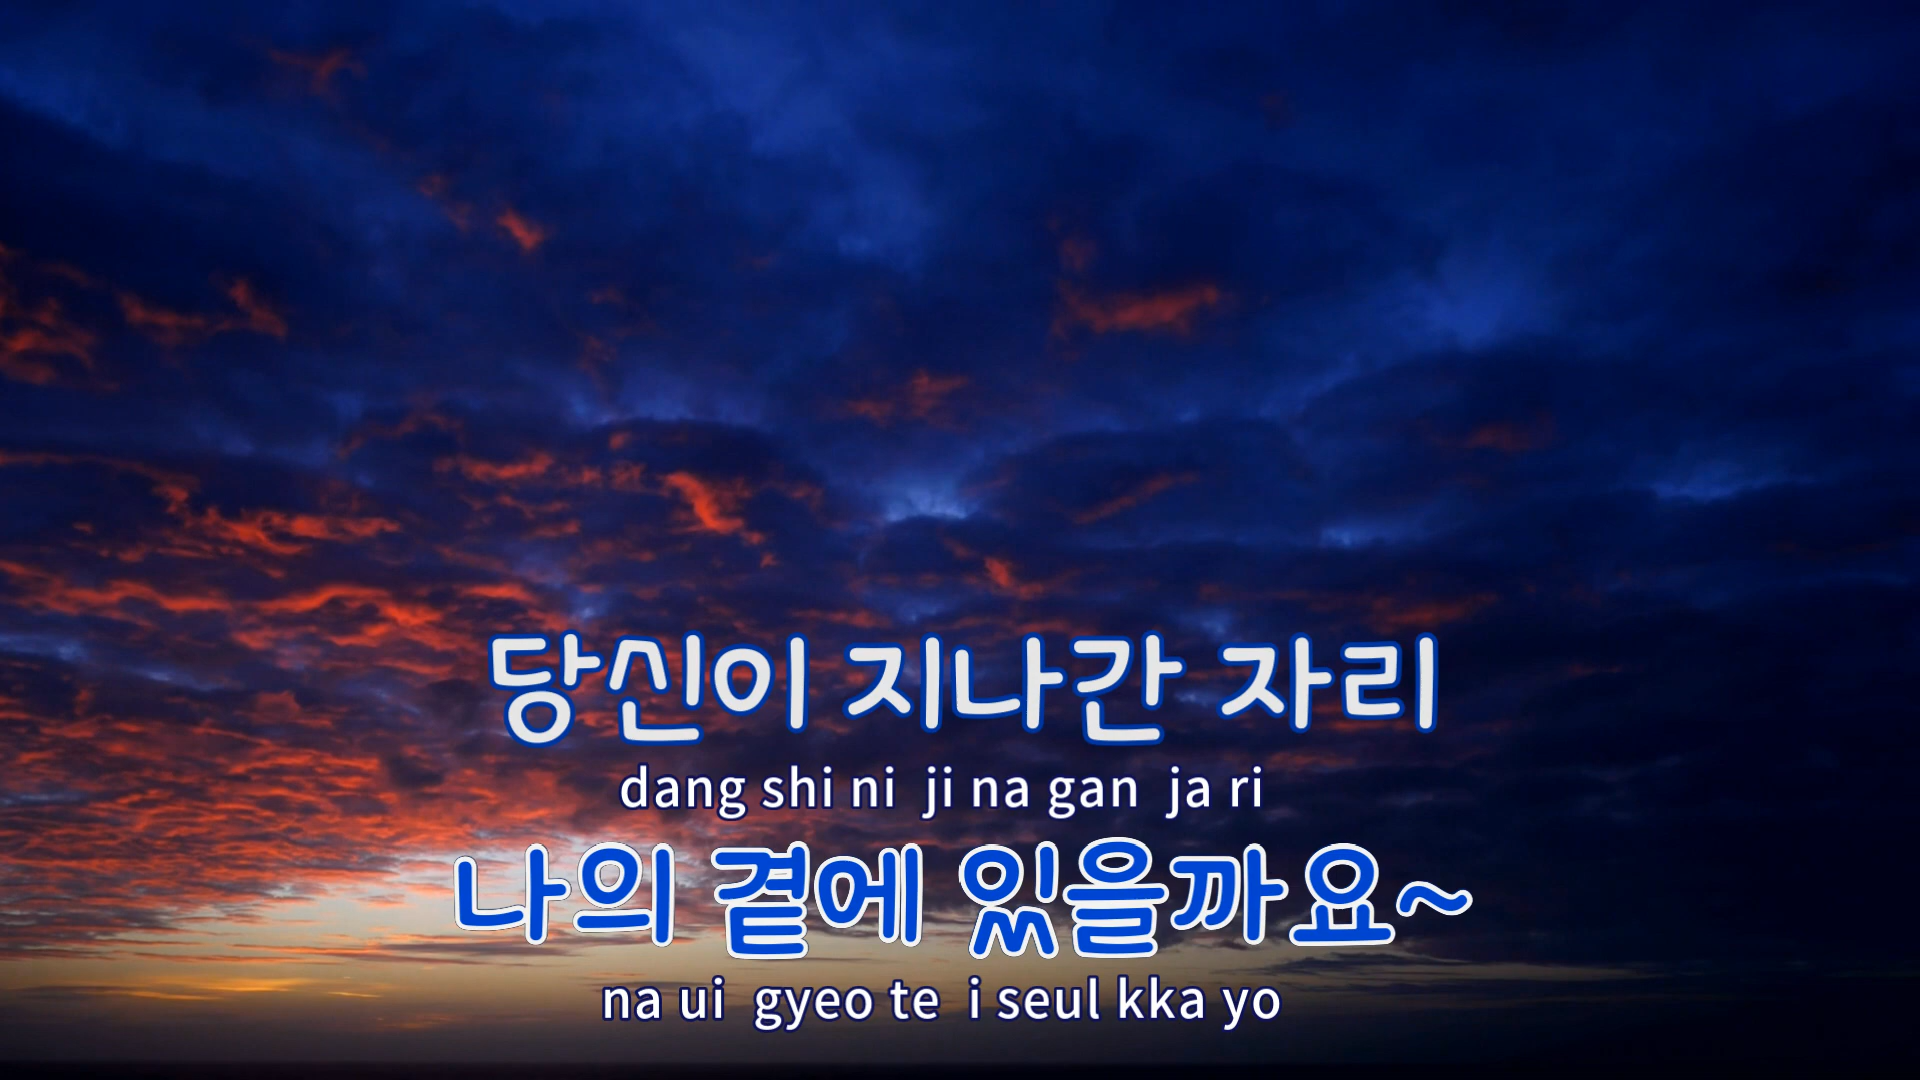 당신이 지나간 자리
dang shi ni ji na gan ja ri
나의 곁에 있을까요~
na ui gyeo te i seul kka yo